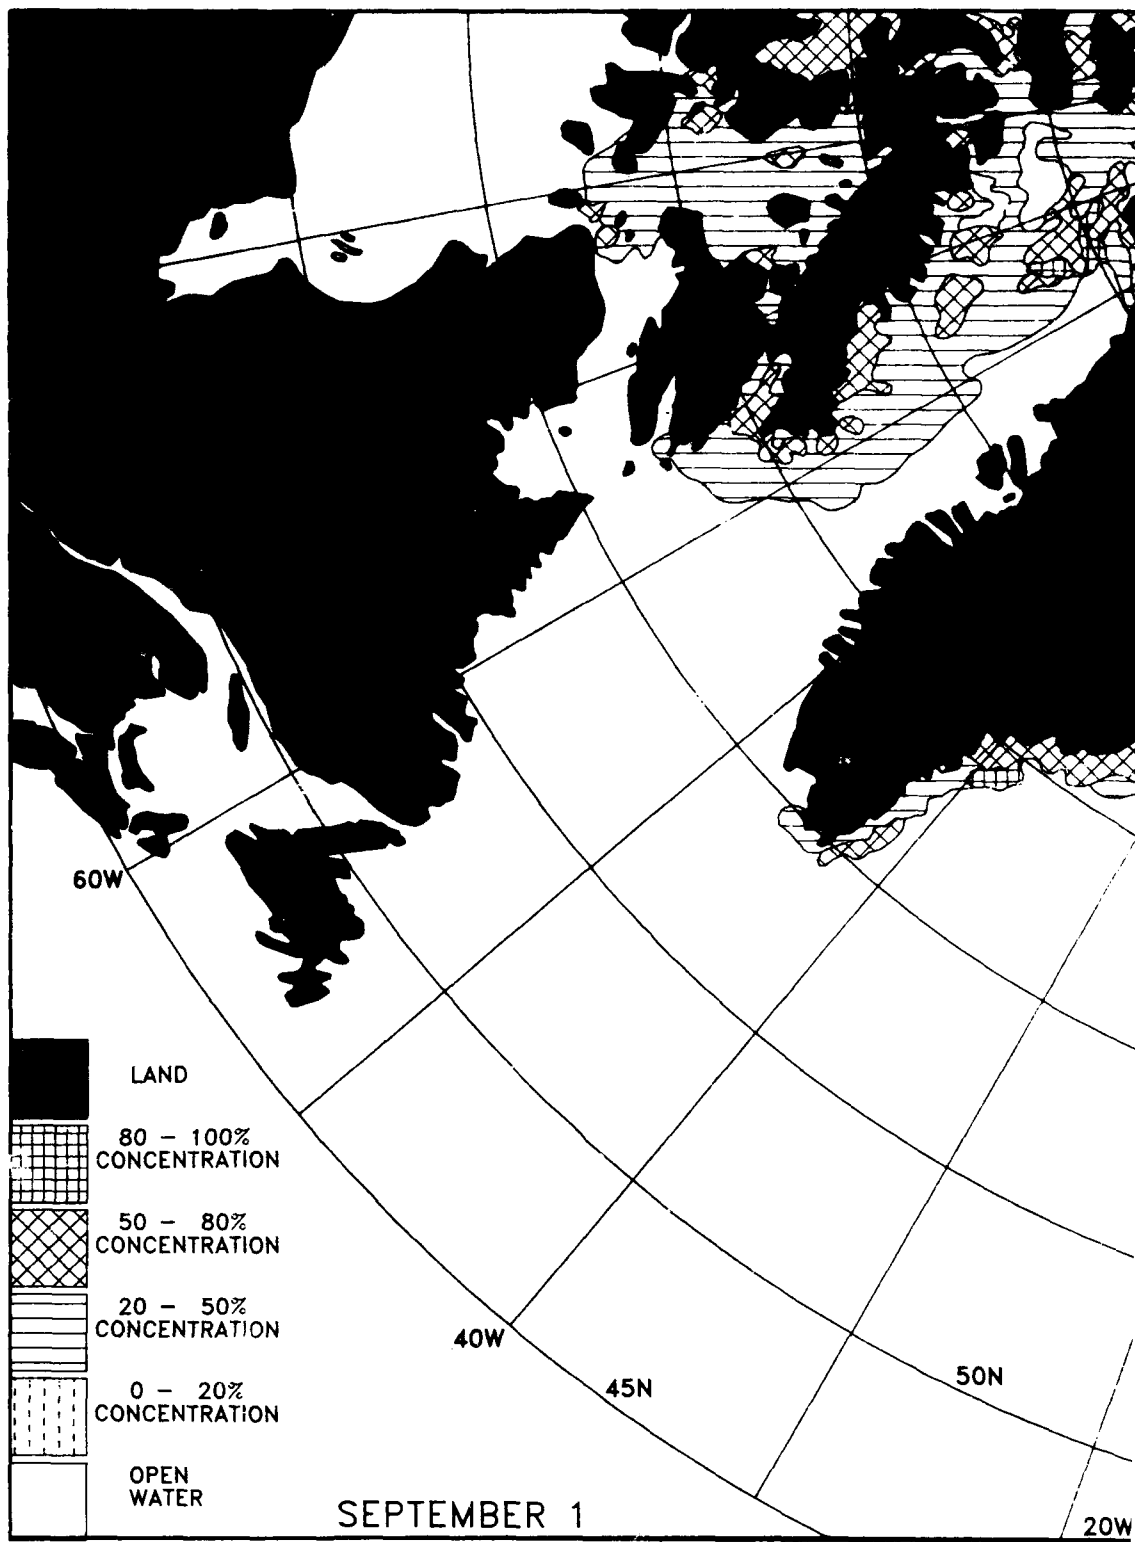 60W
LAND
80 - 100%
CONCENTRATION
50 - 80%
CONCENTRATION
20 - 50%
CONCENTRATION
0 - 20%
CONCENTRATION
OPEN
WATER
40W
45N
50N
SEPTEMBER 1
20W